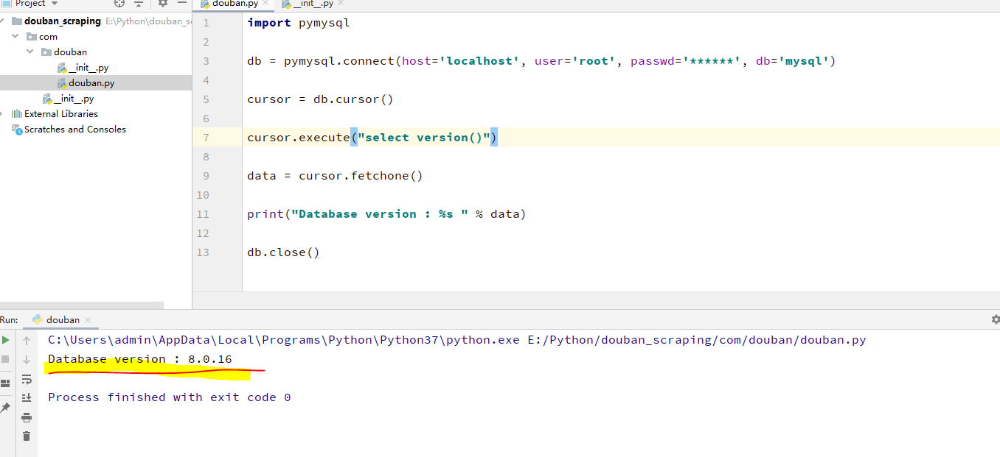 Project
douban.py
__init__.py
douban_scraping E:\Python\douban_s
com
douban
__init__.py
douban.py
__init__.py
External Libraries
Scratches and Consoles
1 import pymysql
2
3 db = pymysql.connect(host='localhost', user='root', passwd='******', db='mysql')
4
5 cursor = db.cursor()
6
7 cursor.execute("select version()")
8
9 data = cursor.fetchone()
10
11 print("Database version : %s " % data)
12
13 db.close()
Run: douban
C:\Users\admin\AppData\Local\Programs\Python\Python37\python.exe E:/Python/douban_scraping/com/douban/douban.py
Database version : 8.0.16
Process finished with exit code 0